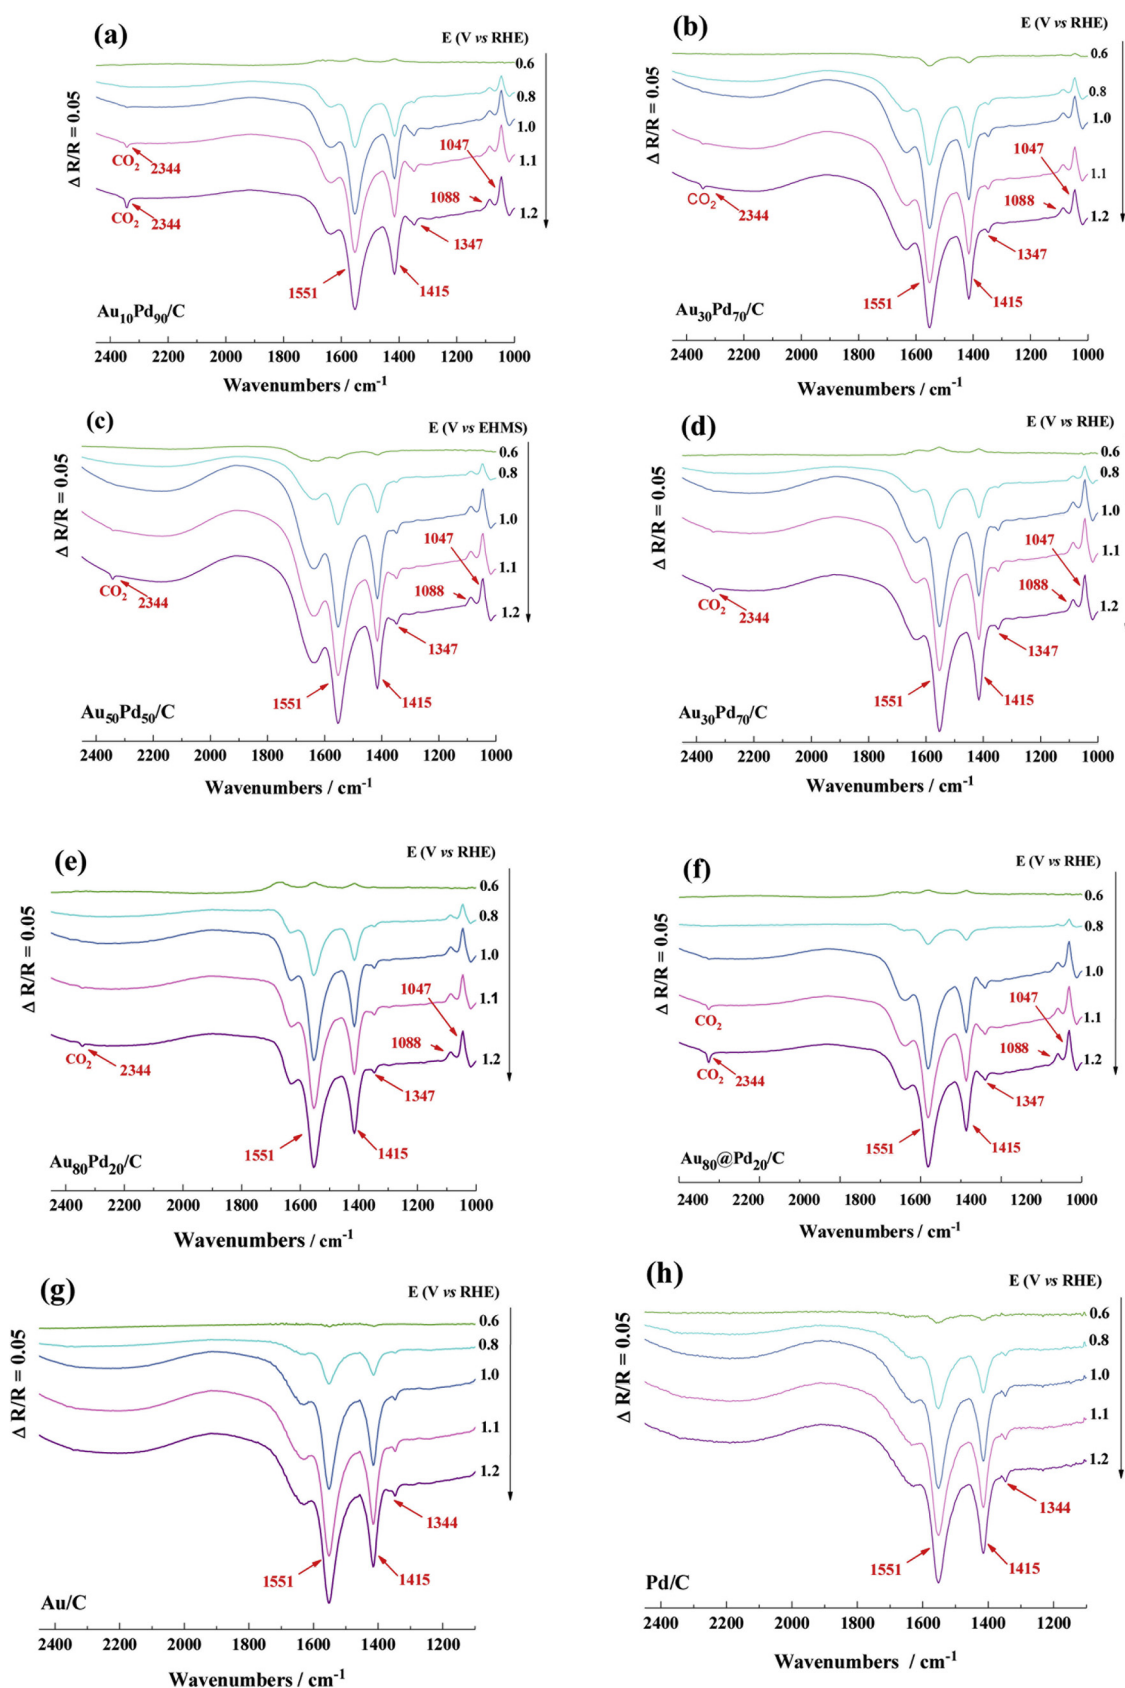 (a)
E (V vs RHE)
0.6
0.8
1.0
1.1
1.2
Δ R/R = 0.05
CO2
2344
CO2
2344
1047
1088
1347
1551
1415
Au10Pd90/C
2400 2200 2000 1800 1600 1400 1200 1000
Wavenumbers / cm-1
(b)
E (V vs RHE)
0.6
0.8
1.0
1.1
1.2
Δ R/R = 0.05
CO2
2344
1047
1088
1347
1551
1415
Au30Pd70/C
2400 2200 2000 1800 1600 1400 1200 1000
Wavenumbers / cm-1
(c)
E (V vs EHMS)
0.6
0.8
1.0
1.1
1.2
Δ R/R = 0.05
CO2
2344
1047
1088
1347
1551
1415
Au50Pd50/C
2400 2200 2000 1800 1600 1400 1200 1000
Wavenumbers / cm-1
(d)
E (V vs RHE)
0.6
0.8
1.0
1.1
1.2
Δ R/R = 0.05
CO2
2344
1047
1088
1347
1551
1415
Au30Pd70/C
2400 2200 2000 1800 1600 1400 1200 1000
Wavenumbers / cm-1
(e)
E (V vs RHE)
0.6
0.8
1.0
1.1
1.2
Δ R/R = 0.05
CO2
2344
1047
1088
1347
1551
1415
Au80Pd20/C
2400 2200 2000 1800 1600 1400 1200 1000
Wavenumbers / cm-1
(f)
E (V vs RHE)
0.6
0.8
1.0
1.1
1.2
Δ R/R = 0.05
CO2
CO2
2344
1047
1088
1347
1551
1415
Au80@Pd20/C
2400 2200 2000 1800 1600 1400 1200 1000
Wavenumbers / cm-1
(g)
E (V vs RHE)
0.6
0.8
1.0
1.1
1.2
Δ R/R = 0.05
1344
1551
1415
Au/C
2400 2200 2000 1800 1600 1400 1200
Wavenumbers / cm-1
(h)
E (V vs RHE)
0.6
0.8
1.0
1.1
1.2
Δ R/R = 0.05
1344
1551
1415
Pd/C
2400 2200 2000 1800 1600 1400 1200
Wavenumbers / cm-1